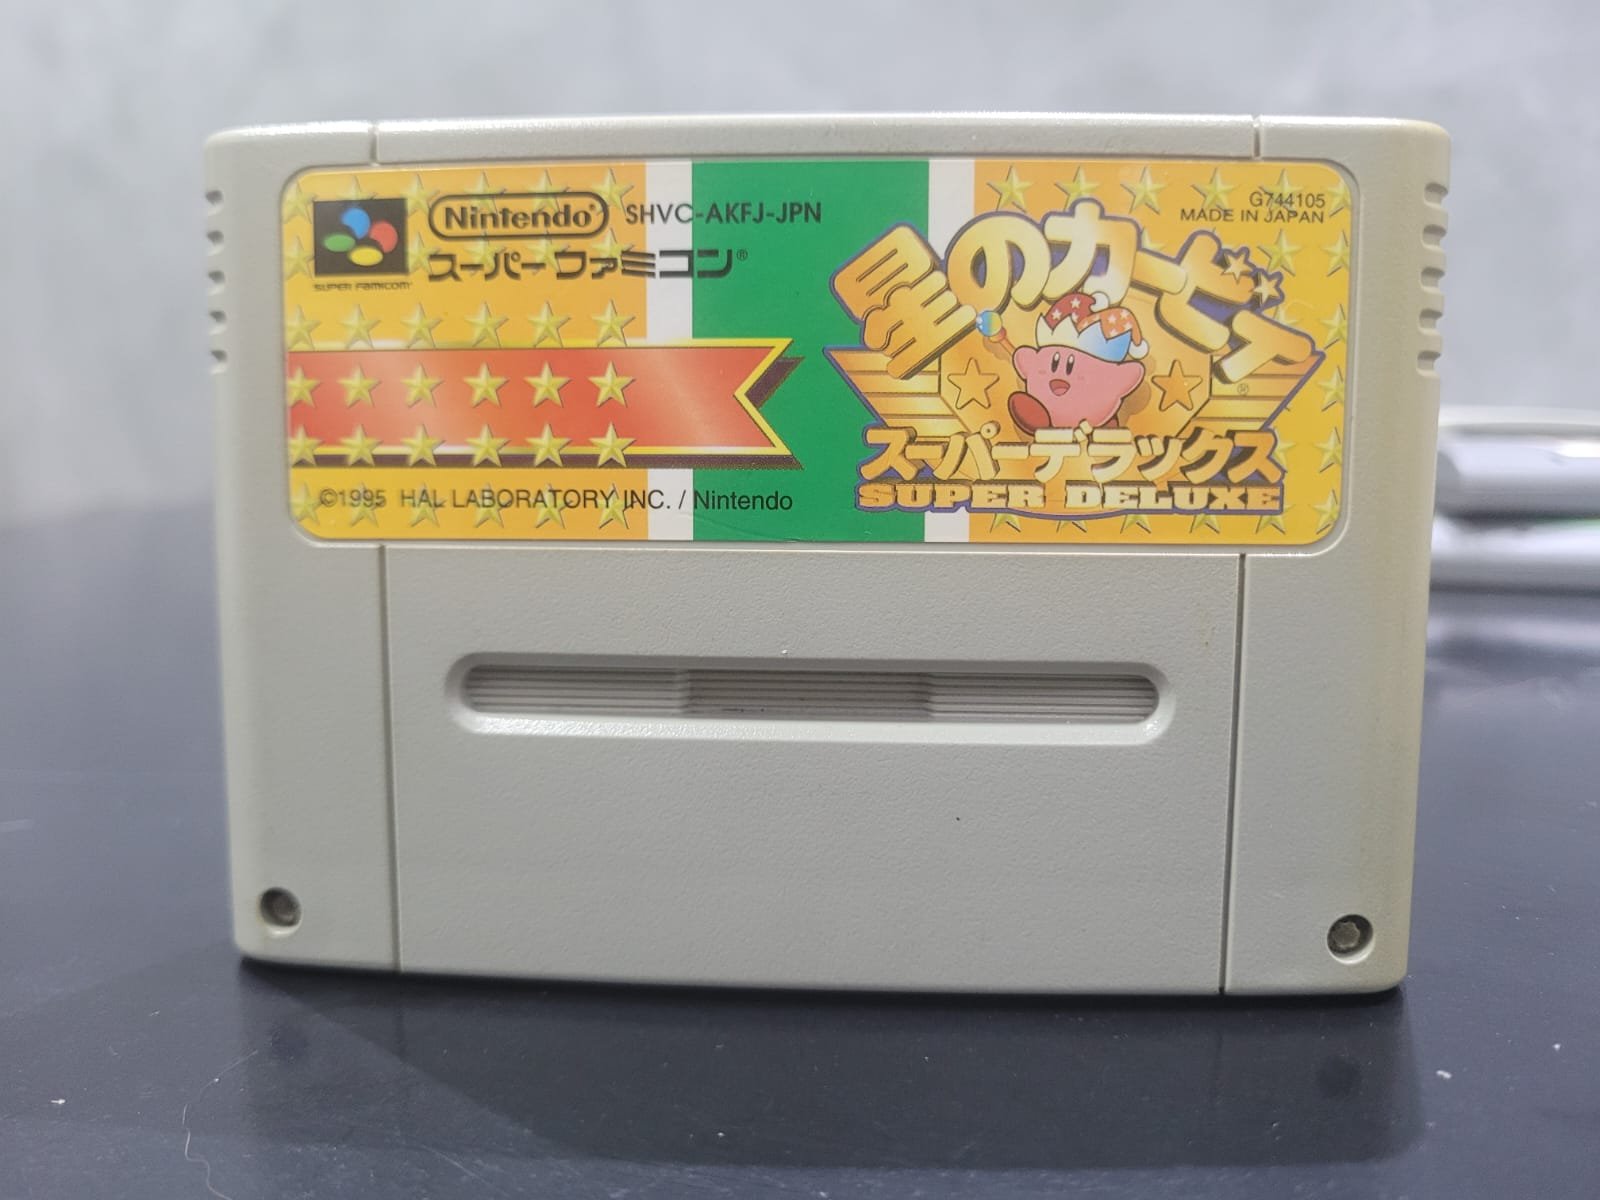 Nintendo® SHVC-AKFJ-JPN
スーパーファミコン®
SUPER FAMICOM
G744105
MADE IN JAPAN
星のカービィ®
スーパーデラックス
SUPER DELUXE
©1995 HAL LABORATORY INC. / Nintendo